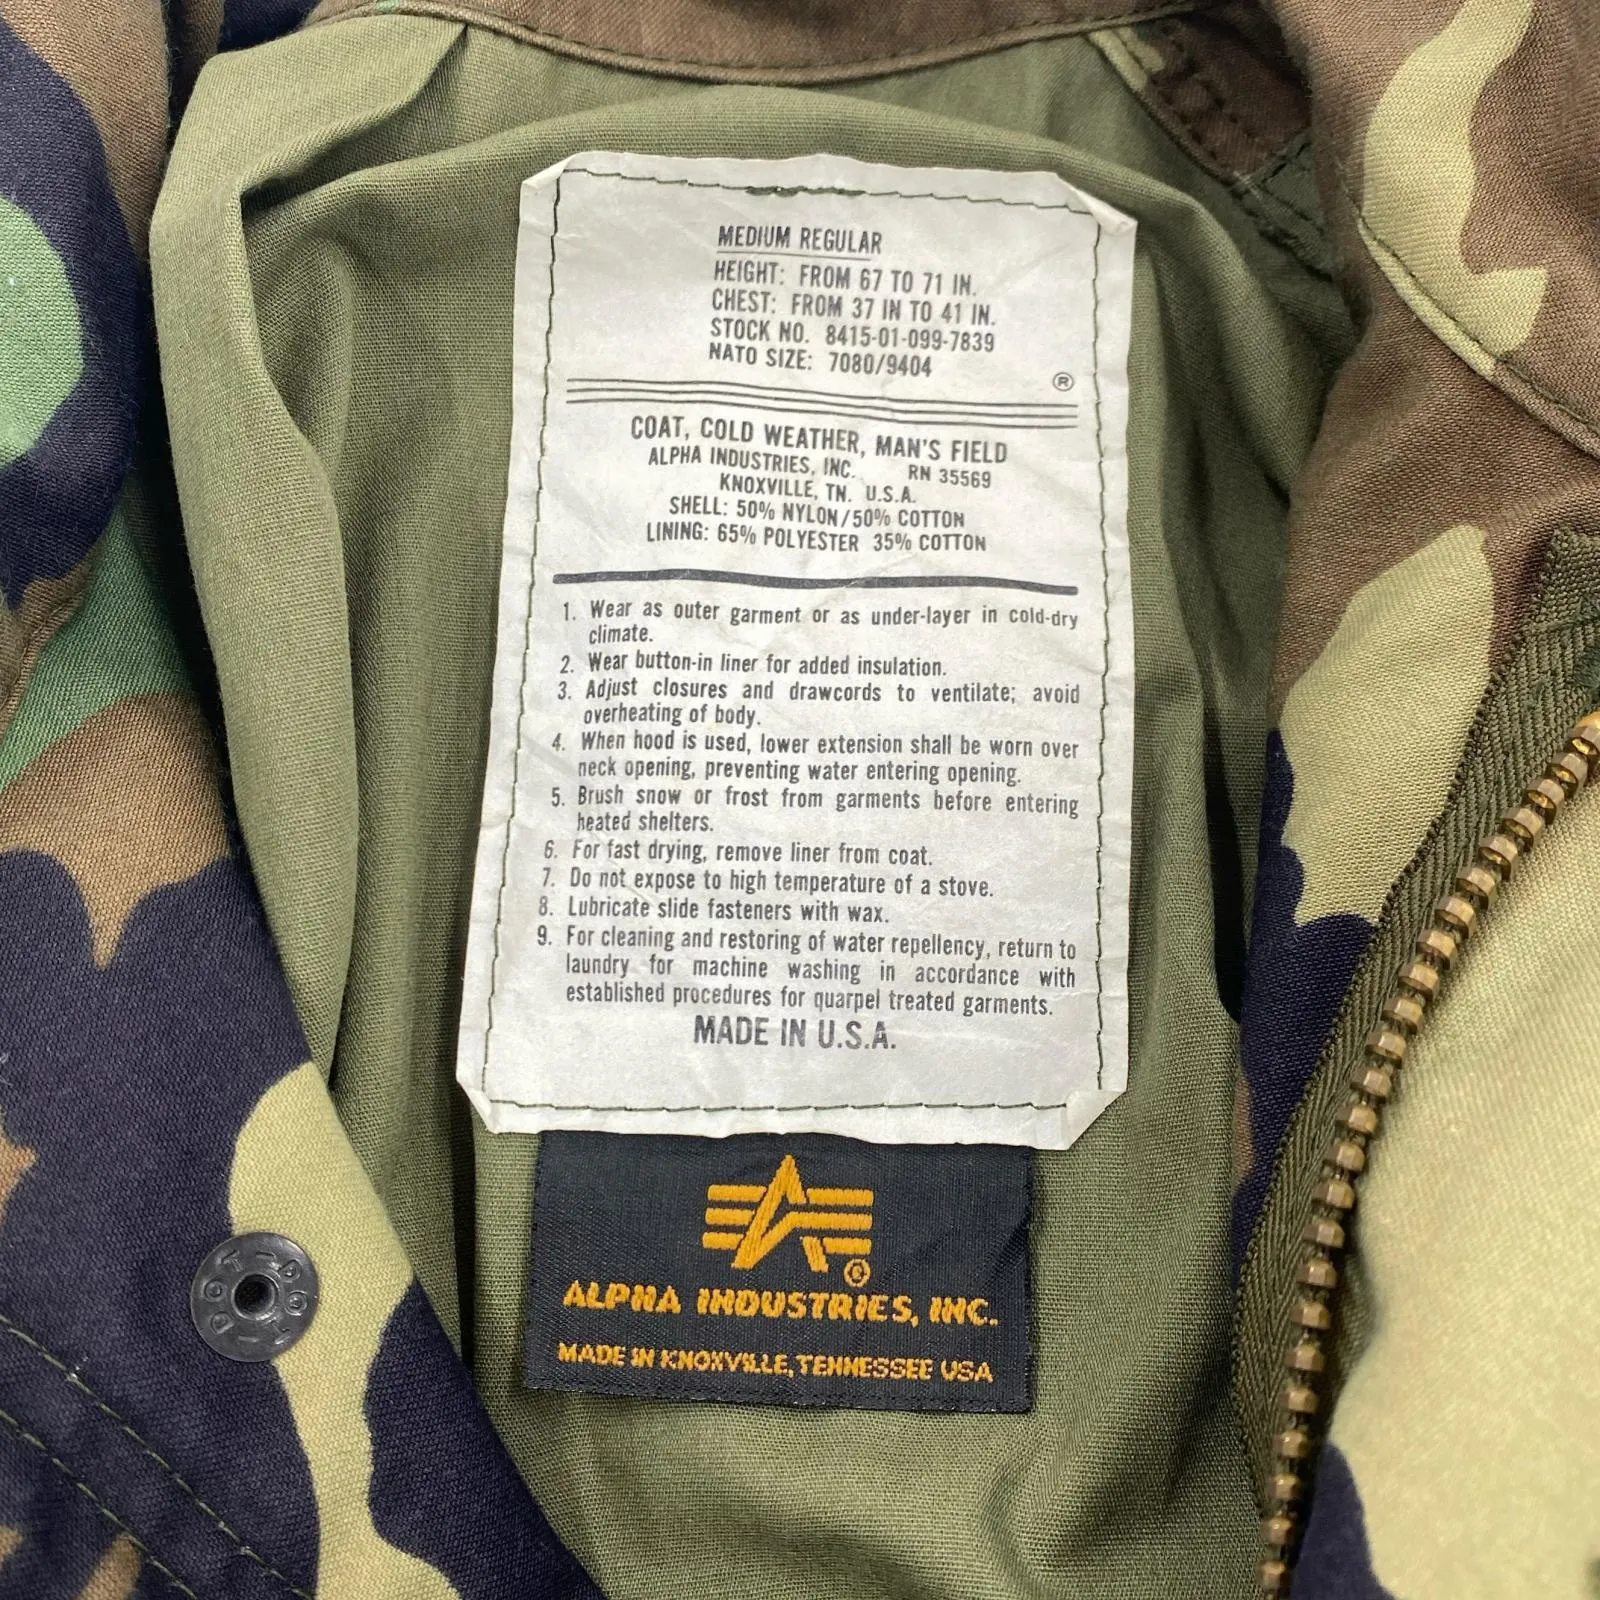 MEDIUM REGULAR
HEIGHT: FROM 67 TO 71 IN.
CHEST: FROM 37 IN TO 41 IN.
STOCK NO. 8415-01-099-7839
NATO SIZE: 7080/9404
®
COAT, COLD WEATHER, MAN'S FIELD
ALPHA INDUSTRIES, INC. RN 35569
KNOXVILLE, TN. U.S.A.
SHELL: 50% NYLON/50% COTTON
LINING: 65% POLYESTER 35% COTTON
1. Wear as outer garment or as under-layer in cold-dry
climate.
2. Wear button-in liner for added insulation.
3. Adjust closures and drawcords to ventilate; avoid
overheating of body.
4. When hood is used, lower extension shall be worn over
neck opening, preventing water entering opening.
5. Brush snow or frost from garments before entering
heated shelters.
6. For fast drying, remove liner from coat.
7. Do not expose to high temperature of a stove.
8. Lubricate slide fasteners with wax.
9. For cleaning and restoring of water repellency, return to
laundry for machine washing in accordance with
established procedures for quarpel treated garments.
MADE IN U.S.A.
®
ALPHA INDUSTRIES, INC.
MADE IN KNOXVILLE, TENNESSEE USA
DOT DOT